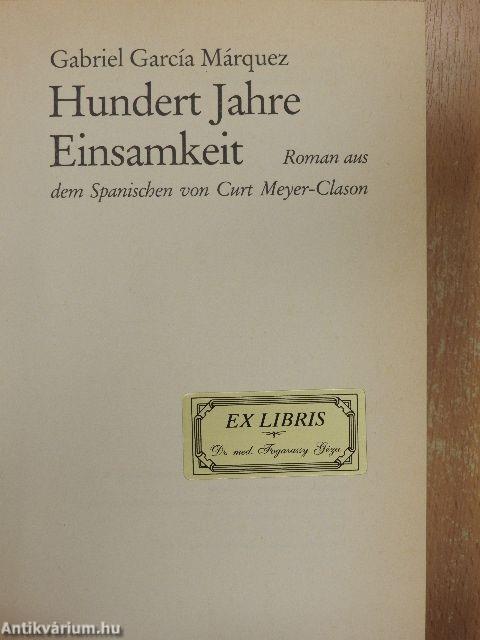 Gabriel García Márquez
Hundert Jahre
Einsamkeit Roman aus
dem Spanischen von Curt Meyer-Clason
EX LIBRIS
Dr. med. Fogarassy Géza
Antikvárium.hu